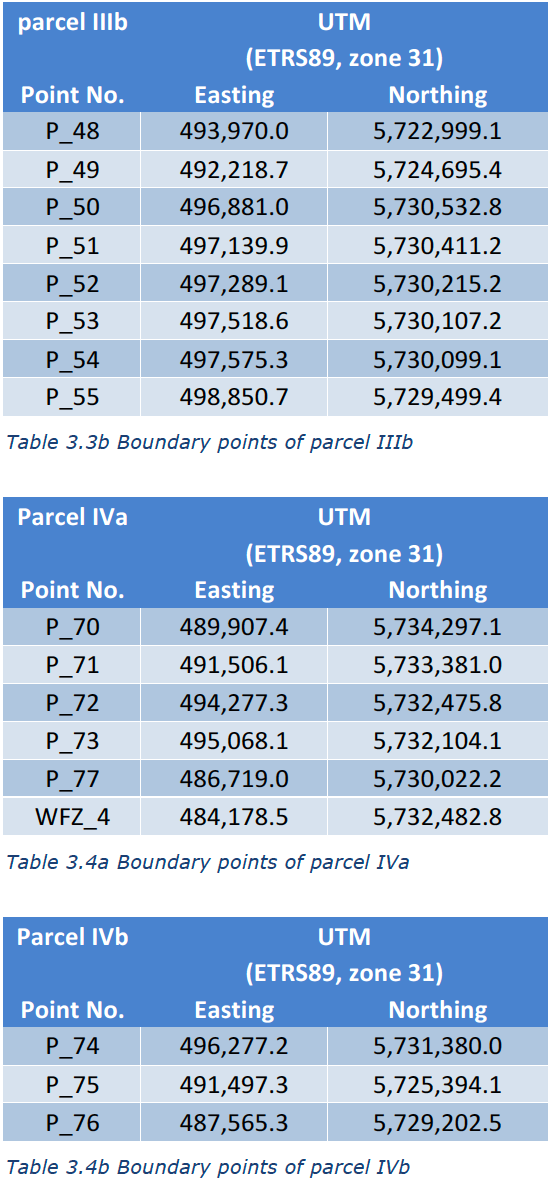 parcel IIIb UTM
(ETRS89, zone 31)
Point No. Easting Northing
P_48 493,970.0 5,722,999.1
P_49 492,218.7 5,724,695.4
P_50 496,881.0 5,730,532.8
P_51 497,139.9 5,730,411.2
P_52 497,289.1 5,730,215.2
P_53 497,518.6 5,730,107.2
P_54 497,575.3 5,730,099.1
P_55 498,850.7 5,729,499.4
Table 3.3b Boundary points of parcel IIIb
Parcel IVa UTM
(ETRS89, zone 31)
Point No. Easting Northing
P_70 489,907.4 5,734,297.1
P_71 491,506.1 5,733,381.0
P_72 494,277.3 5,732,475.8
P_73 495,068.1 5,732,104.1
P_77 486,719.0 5,730,022.2
WFZ_4 484,178.5 5,732,482.8
Table 3.4a Boundary points of parcel IVa
Parcel IVb UTM
(ETRS89, zone 31)
Point No. Easting Northing
P_74 496,277.2 5,731,380.0
P_75 491,497.3 5,725,394.1
P_76 487,565.3 5,729,202.5
Table 3.4b Boundary points of parcel IVb